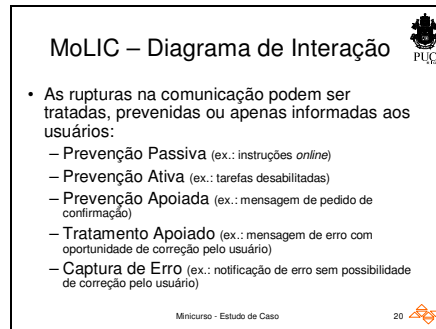 MoLIC – Diagrama de Interação
• As rupturas na comunicação podem ser
tratadas, prevenidas ou apenas informadas aos
usuários:
– Prevenção Passiva (ex.: instruções online)
– Prevenção Ativa (ex.: tarefas desabilitadas)
– Prevenção Apoiada (ex.: mensagem de pedido de
confirmação)
– Tratamento Apoiado (ex.: mensagem de erro com
oportunidade de correção pelo usuário)
– Captura de Erro (ex.: notificação de erro sem possibilidade
de correção pelo usuário)
Minicurso - Estudo de Caso
20